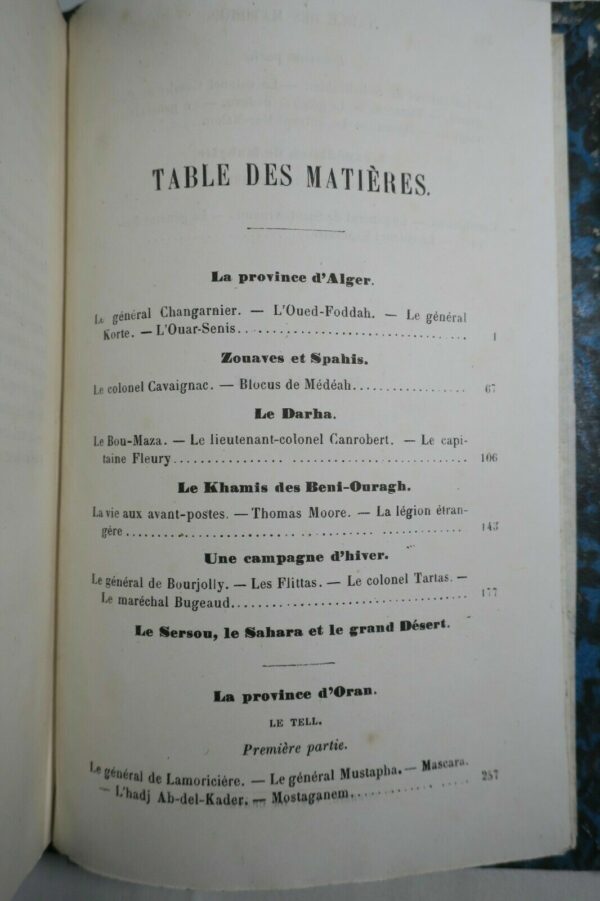 TABLE DES MATIÈRES.
La province d'Alger.
Le général Changarnier. — L'Oued-Foddah. — Le général
Korte. — L'Ouar-Senis........................................ 1
Zouaves et Spahis.
Le colonel Cavaignac. — Blocus de Médéah.................. 67
Le Darha.
Le Bou-Maza. — Le lieutenant-colonel Canrobert. — Le capi-
taine Fleury................................................ 106
Le Khamis des Beni-Ouragh.
La vie aux avant-postes. — Thomas Moore. — La légion étran-
gère........................................................ 143
Une campagne d'hiver.
Le général de Bourjolly. — Les Flittas. — Le colonel Tartas. —
Le maréchal Bugeaud........................................ 177
Le Sersou, le Sahara et le grand Désert.
La province d'Oran.
LE TELL.
Première partie.
Le général de Lamoricière. — Le général Mustapha. — Mascara.
— L'hadj Ab-del-Kader. — Mostaganem.................. 257